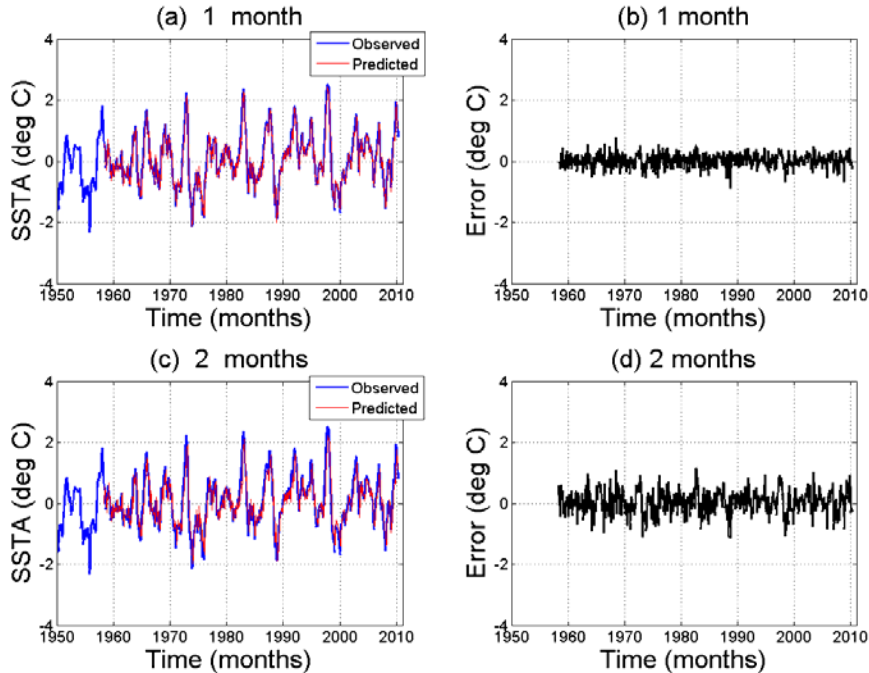 (a) 1 month
4
2
0
-2
-4
SSTA (deg C)
Observed
Predicted
1950 1960 1970 1980 1990 2000 2010
Time (months)
(b) 1 month
4
2
0
-2
-4
Error (deg C)
1950 1960 1970 1980 1990 2000 2010
Time (months)
(c) 2 months
4
2
0
-2
-4
SSTA (deg C)
Observed
Predicted
1950 1960 1970 1980 1990 2000 2010
Time (months)
(d) 2 months
4
2
0
-2
-4
Error (deg C)
1950 1960 1970 1980 1990 2000 2010
Time (months)